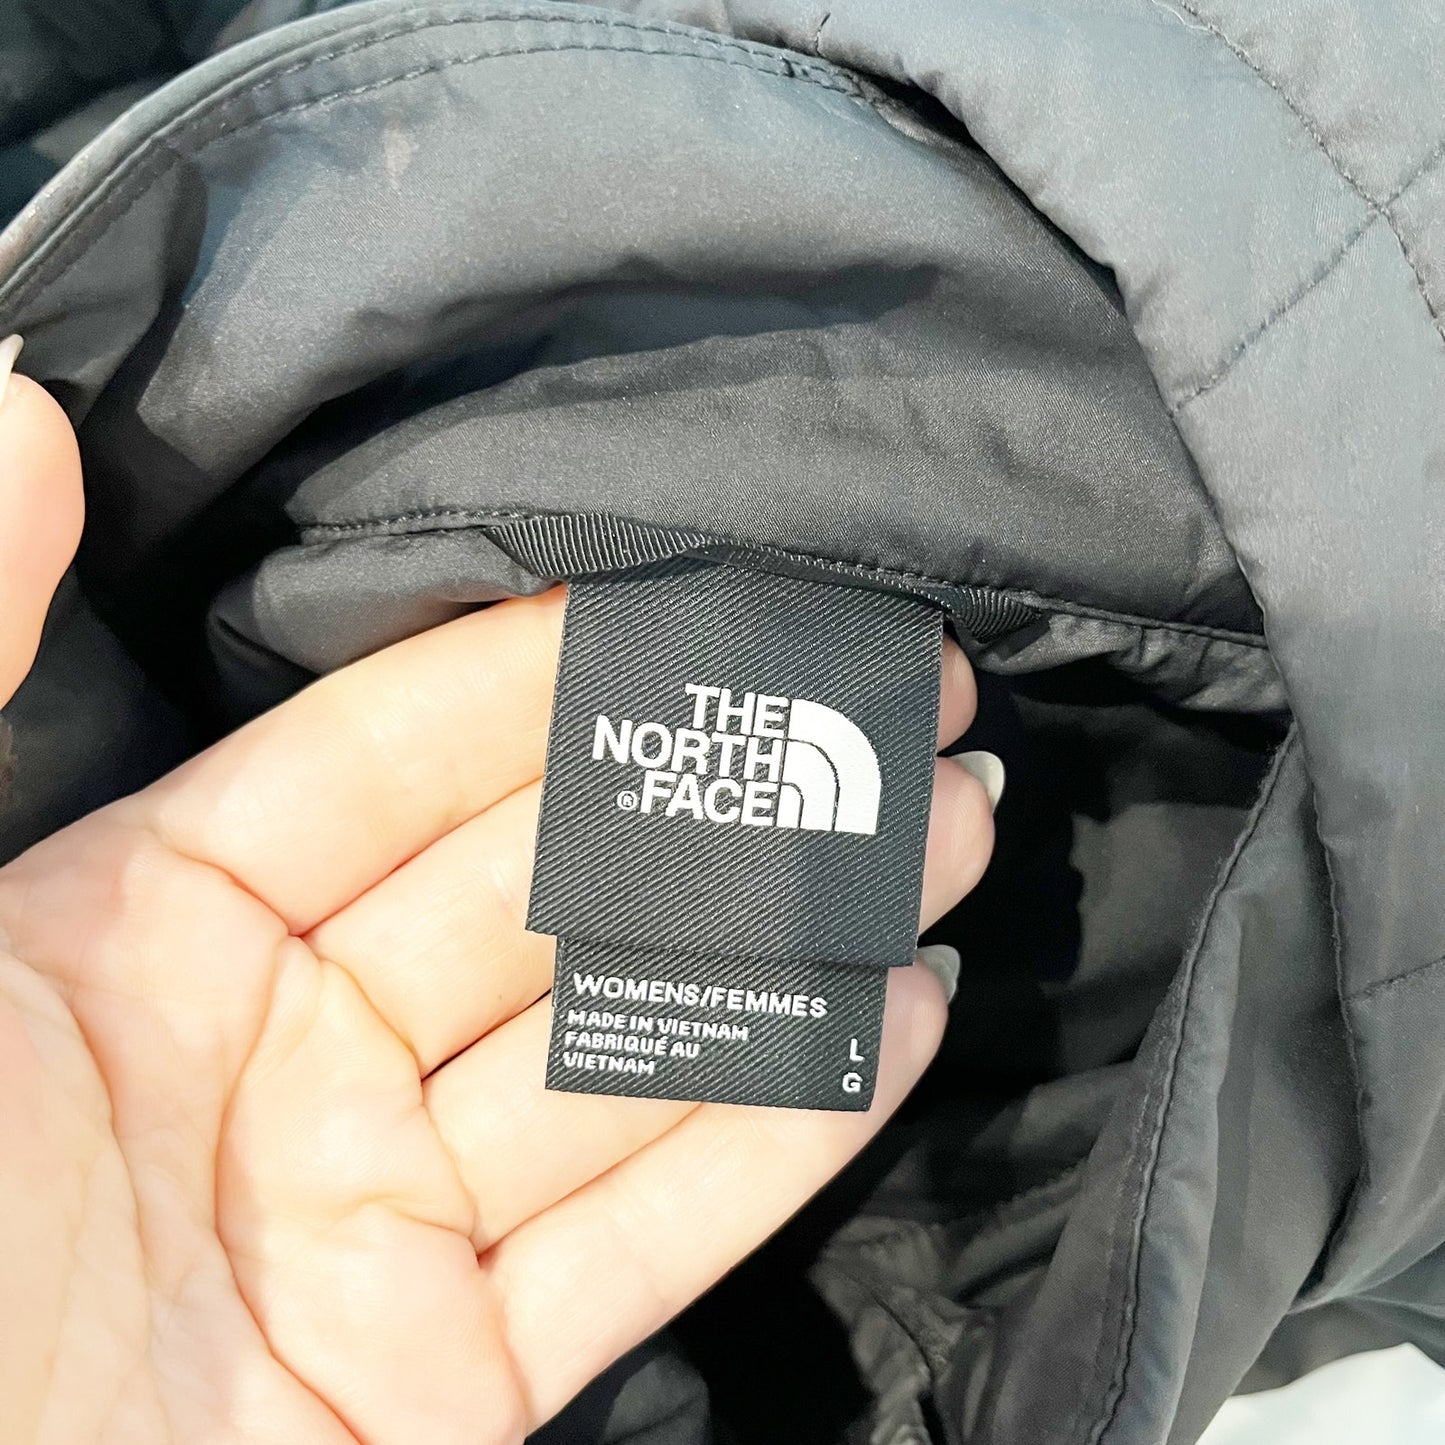 THE
NORTH
® FACE
WOMENS/FEMMES
MADE IN VIETNAM
FABRIQUÉ AU
VIETNAM
L
G